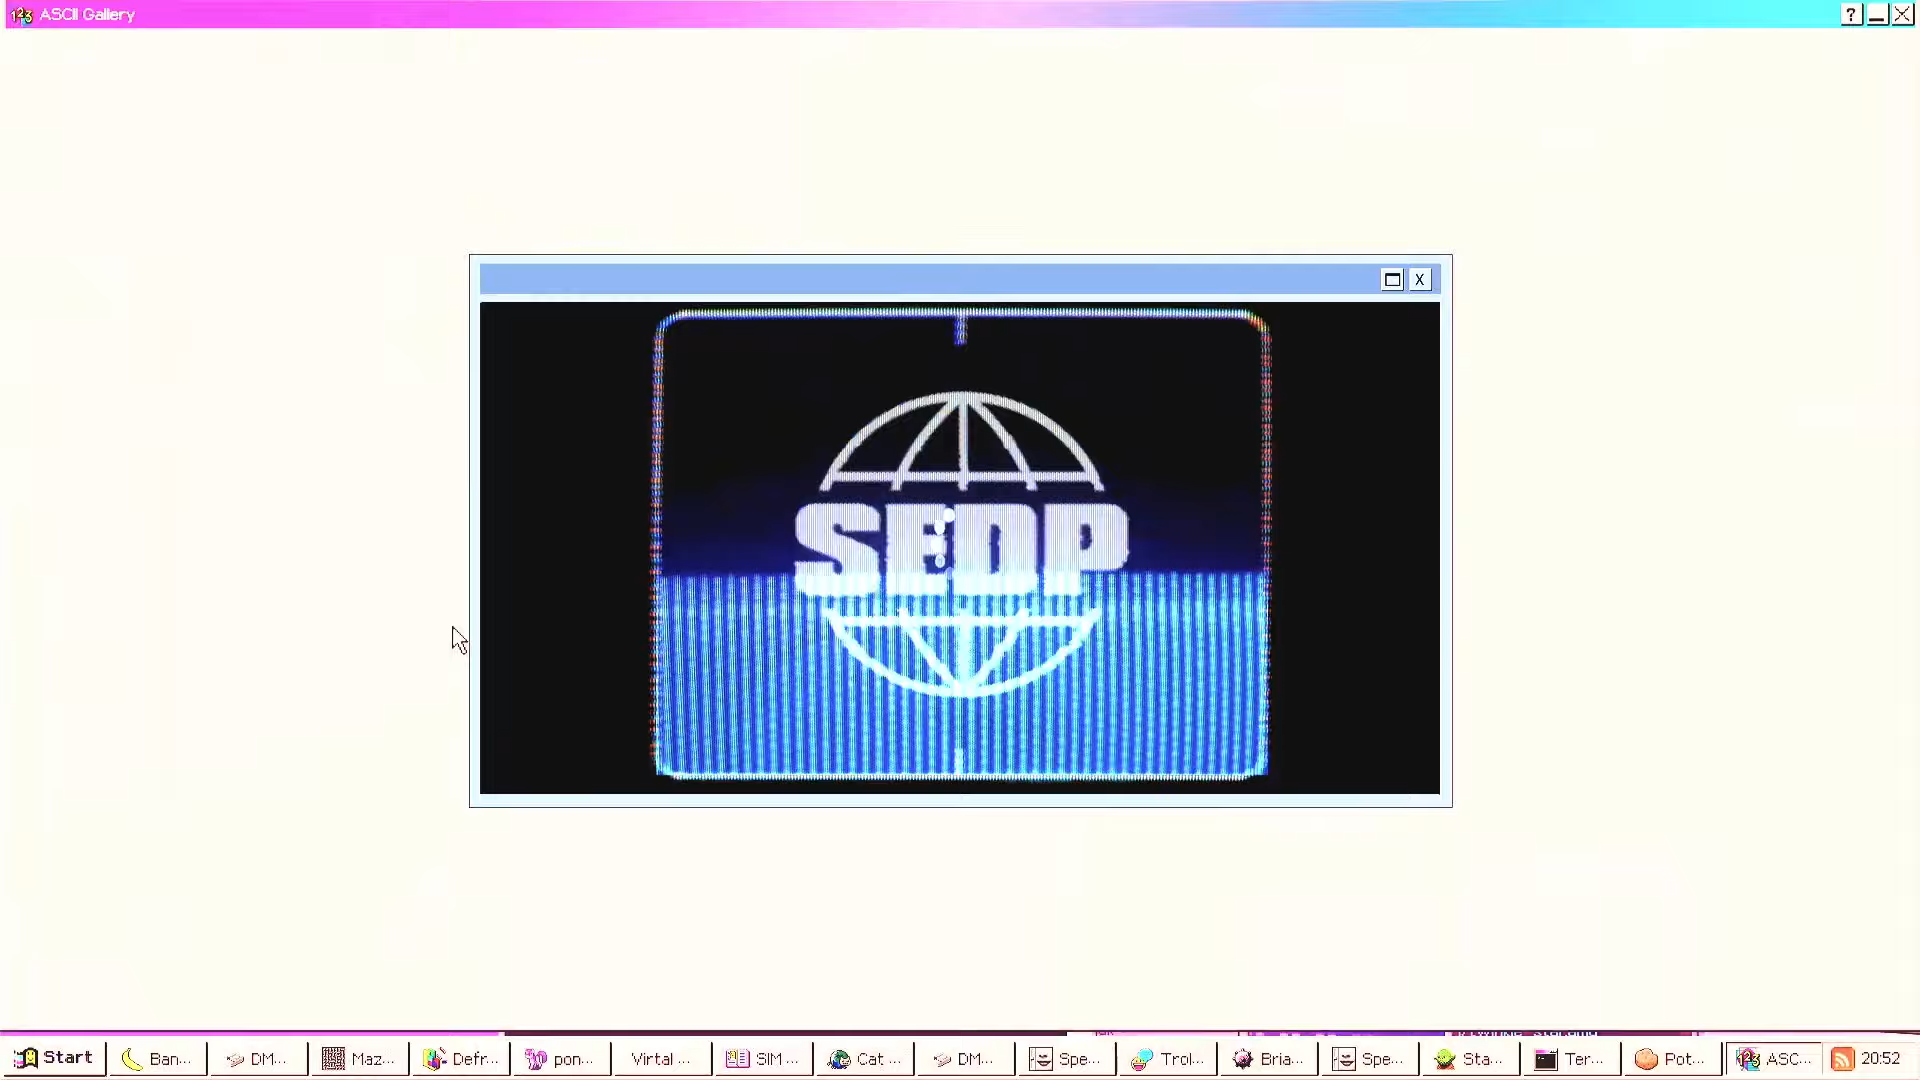 ASCII Gallery
SEDP
Start
Ban...
DM...
Maz...
Defr...
pon...
Virtal ...
SIM ...
Cat ...
DM...
Spe...
Trol...
Bria...
Spe...
Sta...
Ter...
Pot...
ASC...
20:52